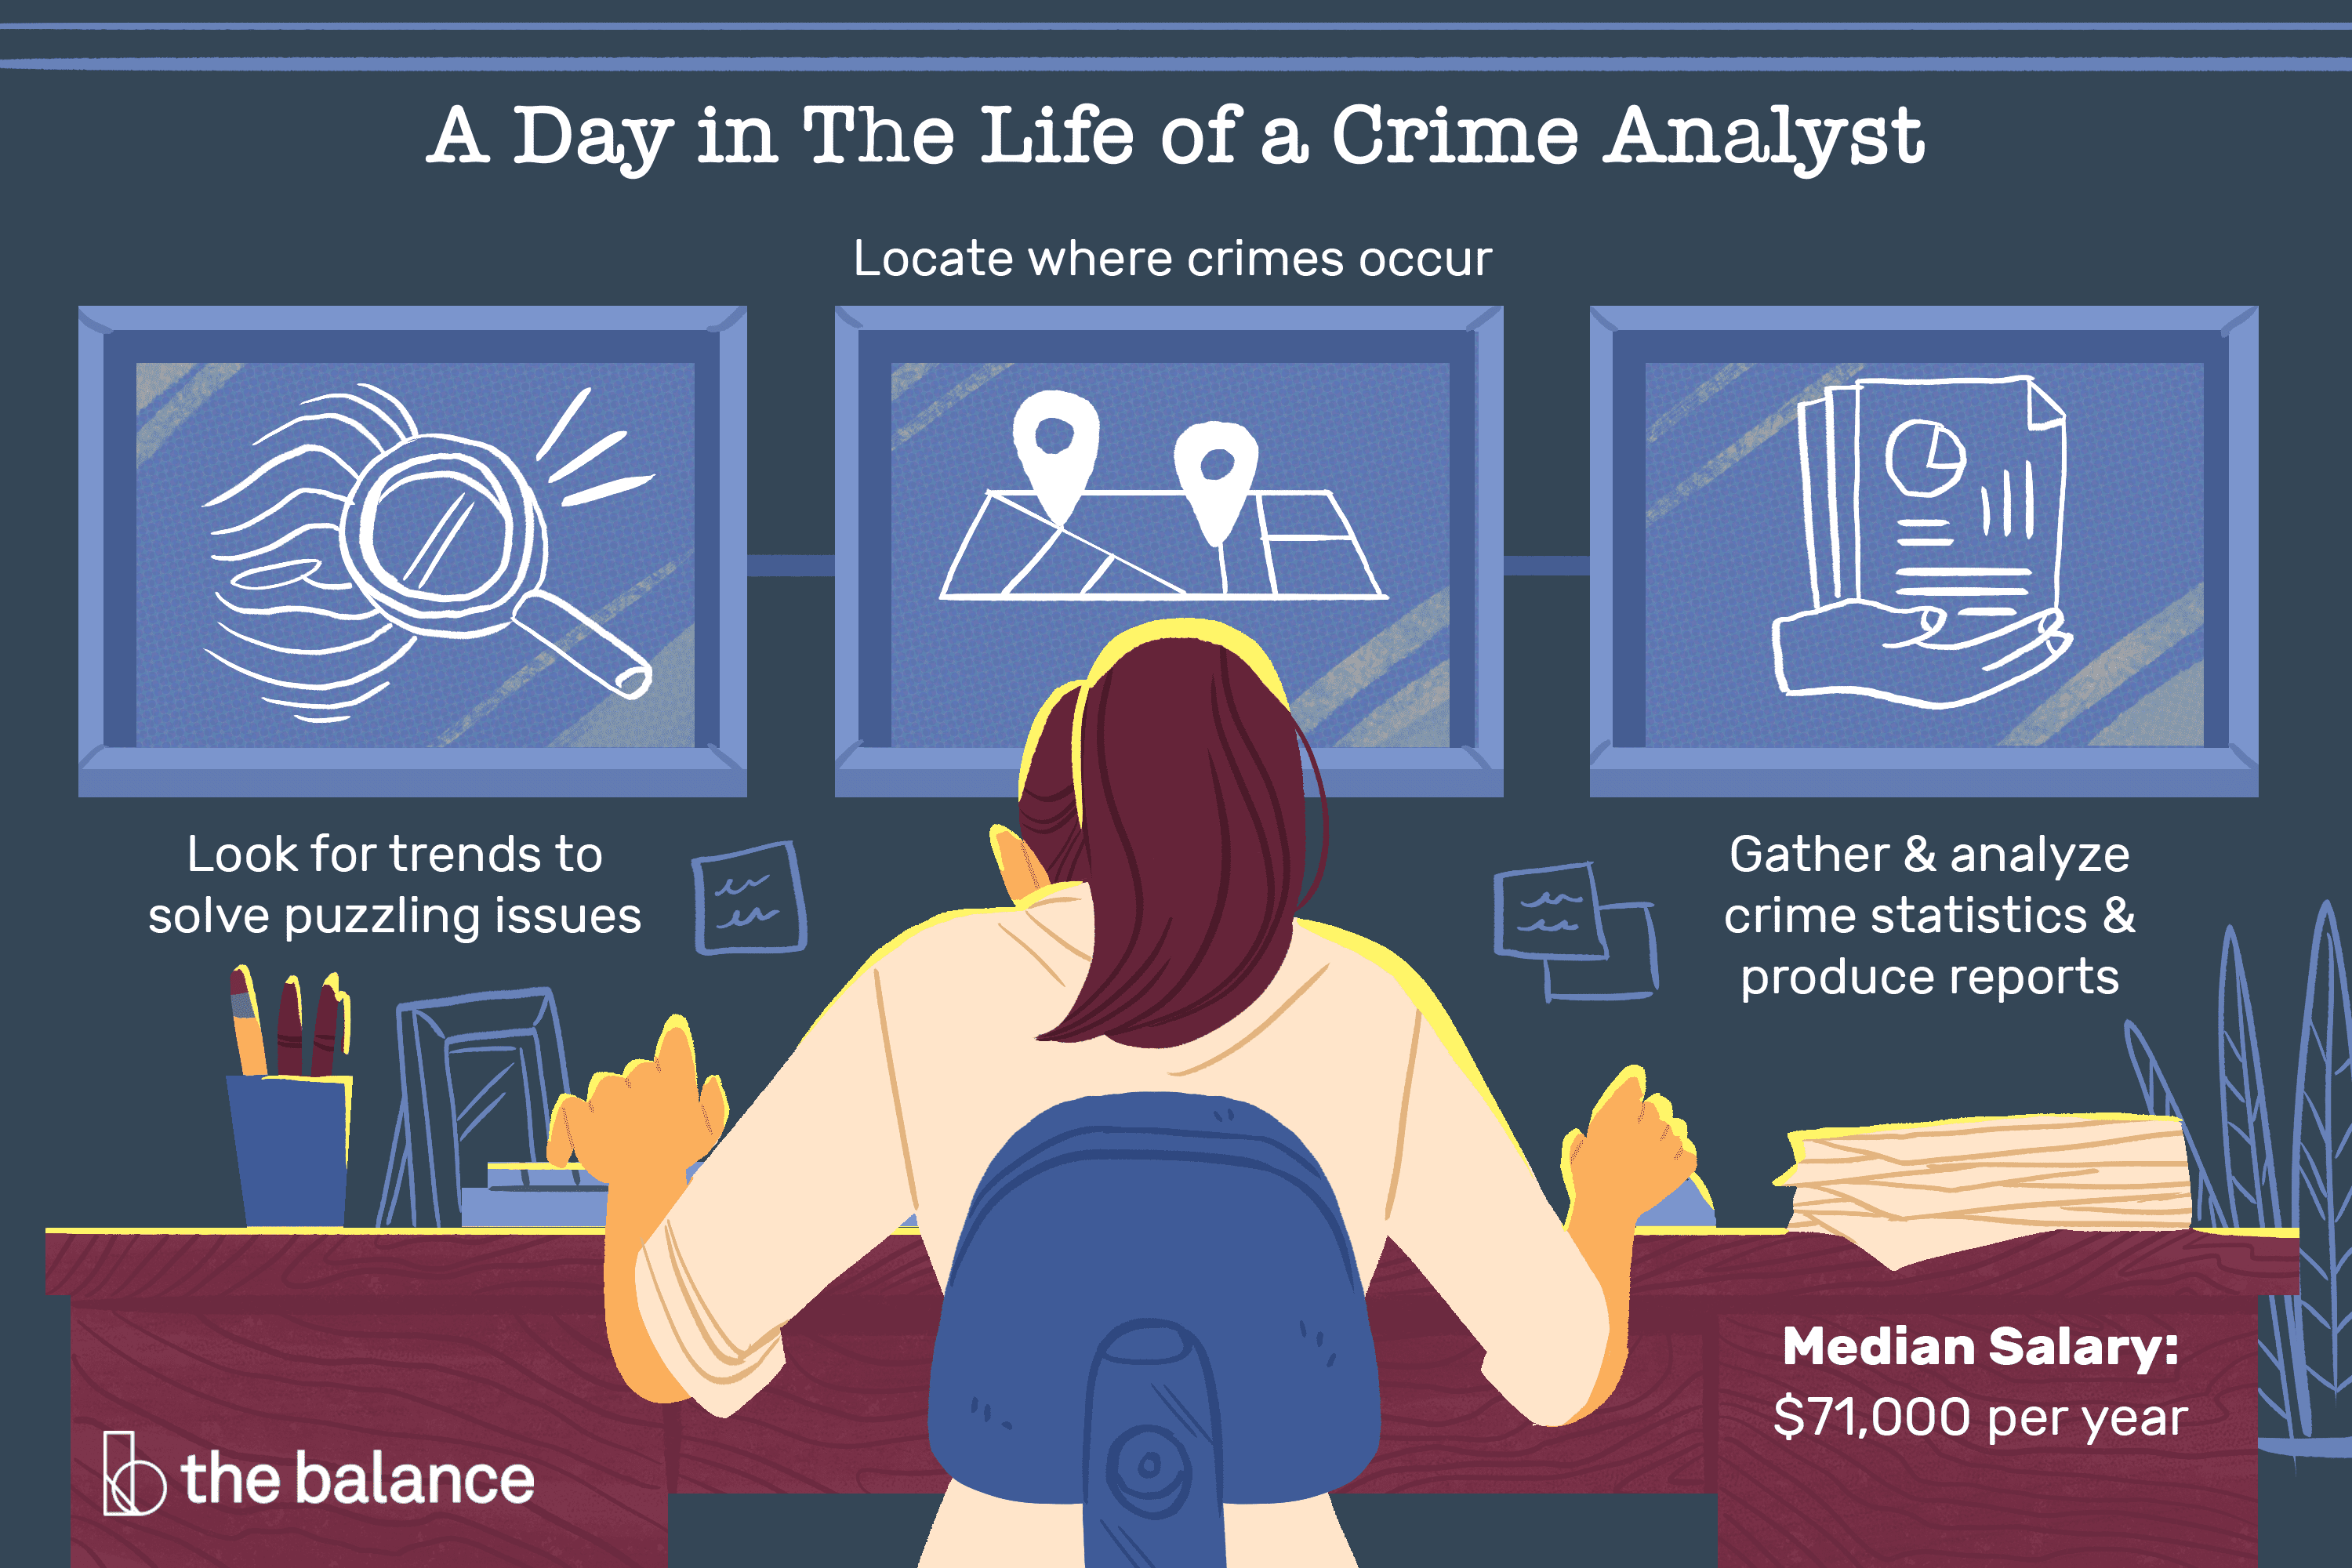 A Day in The Life of a Crime Analyst
Locate where crimes occur
Look for trends to
solve puzzling issues
Gather & analyze
crime statistics &
produce reports
Median Salary:
$71,000 per year
the balance